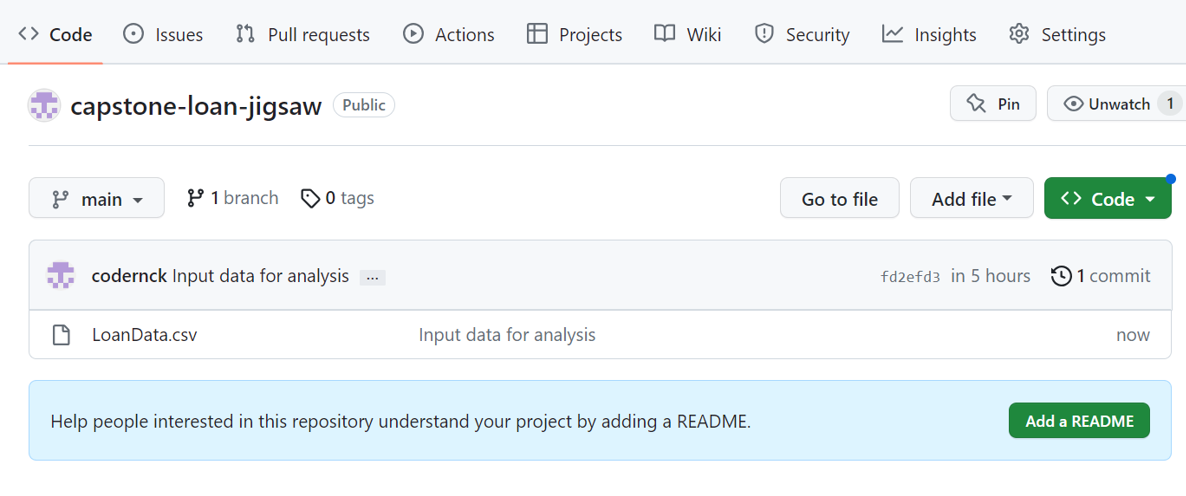 Code Issues Pull requests Actions Projects Wiki Security Insights Settings
capstone-loan-jigsaw Public Pin Unwatch 1
main 1 branch 0 tags Go to file Add file Code
codernck Input data for analysis ... fd2efd3 in 5 hours 1 commit
LoanData.csv Input data for analysis now
Help people interested in this repository understand your project by adding a README. Add a README